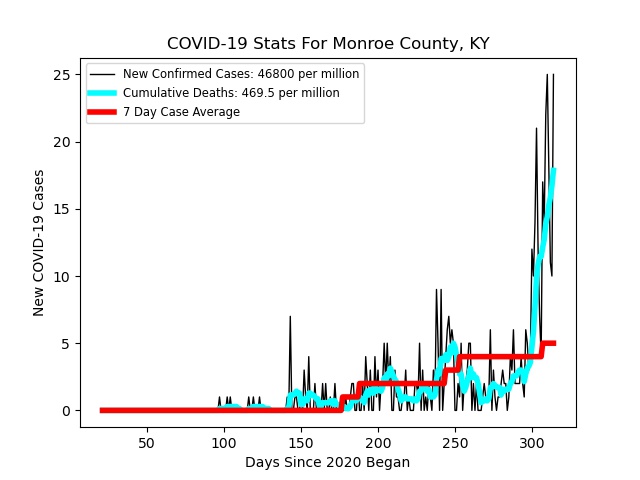 COVID-19 Stats For Monroe County, KY
New Confirmed Cases: 46800 per million
Cumulative Deaths: 469.5 per million
7 Day Case Average
New COVID-19 Cases
25
20
15
10
5
0
50 100 150 200 250 300
Days Since 2020 Began